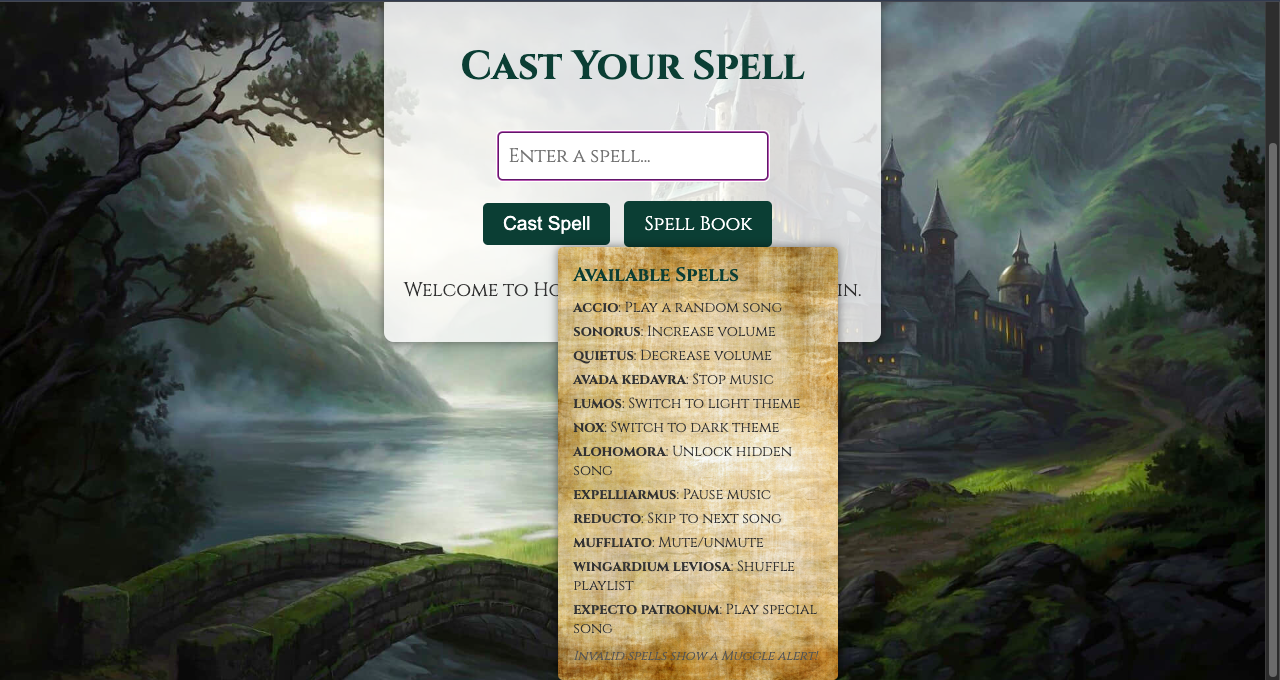 Cast Your Spell
Enter a spell...
Cast Spell
Spell Book
Welcome to
in.
Available Spells
accio: Play a random song
sonorus: Increase volume
quietus: Decrease volume
avada kedavra: Stop music
lumos: Switch to light theme
nox: Switch to dark theme
alohomora: Unlock hidden
song
expelliarmus: Pause music
reducto: Skip to next song
muffliato: Mute/unmute
wingardium leviosa: Shuffle
playlist
expecto patronum: Play special
song
Invalid spells show a Muggle alert!